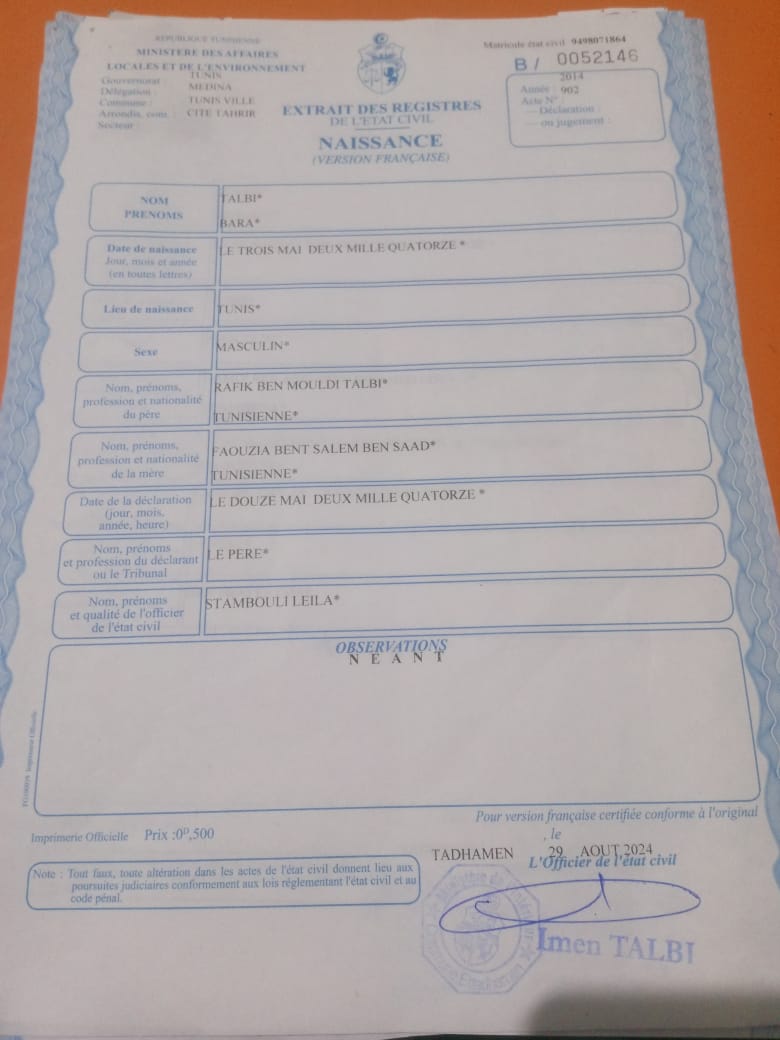 REPUBLIQUE TUNISIENNE
MINISTERE DES AFFAIRES
LOCALES ET DE L'ENVIRONNEMENT
Gouvernorat : TUNIS
Délégation : MEDINA
Commune : TUNIS VILLE
Arrondis. com. : CITE TAHRIR
Secteur :
Matricule état civil 9498071864
B / 0052146
2014
Année : 902
Acte N° :
— Déclaration :
— ou jugement :
EXTRAIT DES REGISTRES
DE L'ETAT CIVIL
NAISSANCE
(VERSION FRANÇAISE)
NOM TALBI*
PRENOMS BARA*
Date de naissance LE TROIS MAI DEUX MILLE QUATORZE *
Jour, mois et année
(en toutes lettres)
Lieu de naissance TUNIS*
Sexe MASCULIN*
Nom, prénoms, RAFIK BEN MOULDI TALBI*
profession et nationalité
du père TUNISIENNE*
Nom, prénoms, FAOUZIA BENT SALEM BEN SAAD*
profession et nationalité
de la mère TUNISIENNE*
Date de la déclaration LE DOUZE MAI DEUX MILLE QUATORZE *
(jour, mois,
année, heure)
Nom, prénoms LE PERE*
et profession du déclarant
ou le Tribunal
Nom, prénoms STAMBOULI LEILA*
et qualité de l'officier
de l'état civil
OBSERVATIONS
N E A N T
Imprimerie Officielle Prix :0ᴰ,500
Pour version française certifiée conforme à l'original
, le
TADHAMEN 29 AOUT 2024
L'Officier de l'état civil
Note : Tout faux, toute altération dans les actes de l'état civil donnent lieu aux
poursuites judiciaires conformement aux lois réglementant l'état civil et au
code pénal.
Imen TALBI